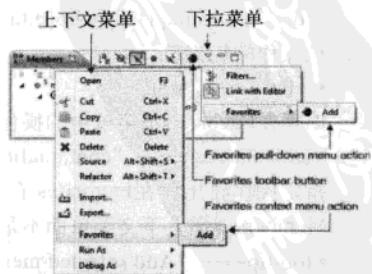 上下文菜单
下拉菜单
Members
Open F3
Cut Ctrl+X
Copy Ctrl+C
Paste Ctrl+V
Delete Delete
Source Alt+Shift+S
Refactor Alt+Shift+T
Import...
Export...
Favorites
Add
Run As
Debug As
Filters...
Link with Editor
Favorites
Add
Favorites pull-down menu action
Favorites toolbar button
Favorites context menu action